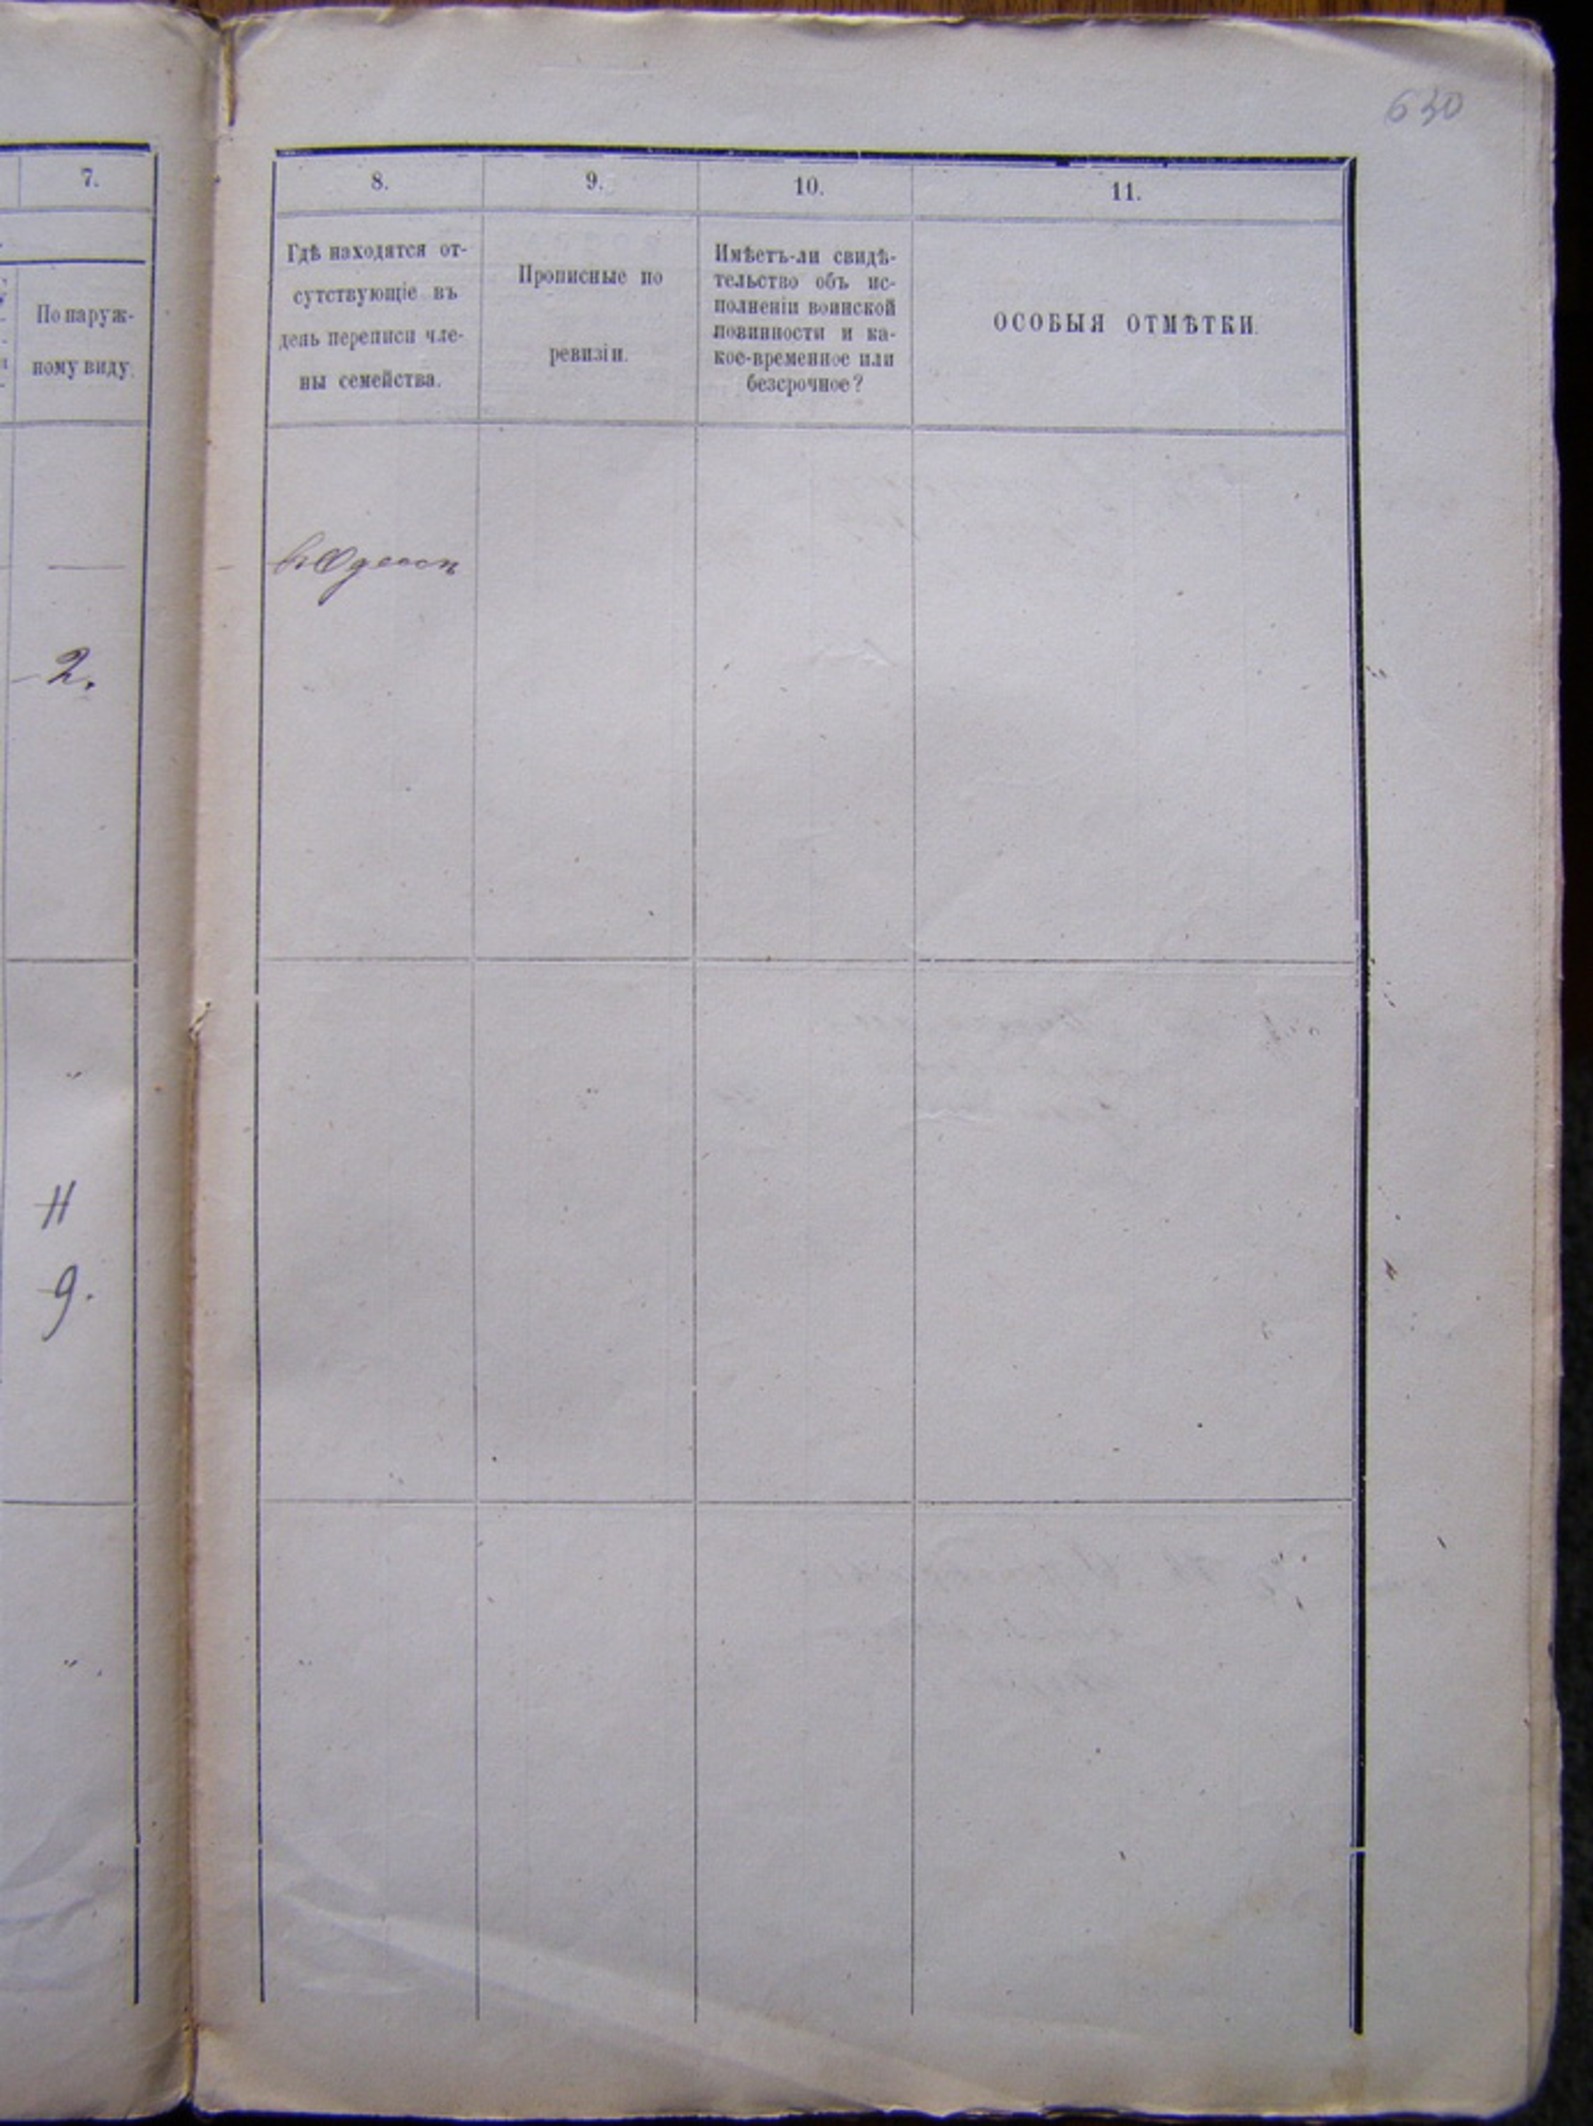 630
7.
По наруж-
ному виду.
2.
11
9.
8.
Гдѣ находятся от-
сутствующіе въ
день переписи чле-
ны семейства.
9.
Прописные по
ревизіи.
10.
Имѣетъ-ли свидѣ-
тельство объ ис-
полненіи воинской
повинности и ка-
кое-временное или
безсрочное?
11.
ОСОБЫЯ ОТМѢТКИ.
въ Одессѣ